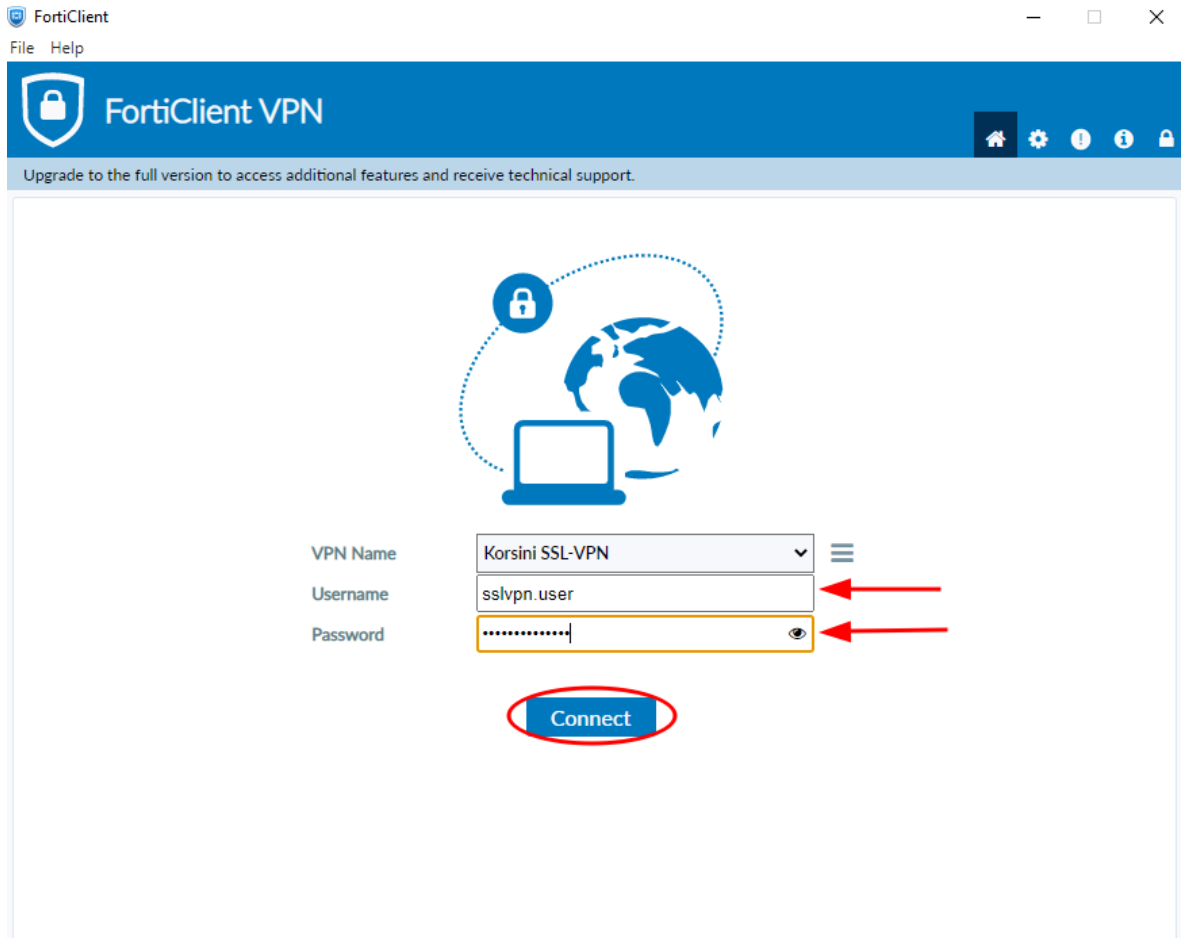 FortiClient
File Help
FortiClient VPN
Upgrade to the full version to access additional features and receive technical support.
VPN Name Korsini SSL-VPN
Username sslvpn.user
Password ••••••••••••••
Connect